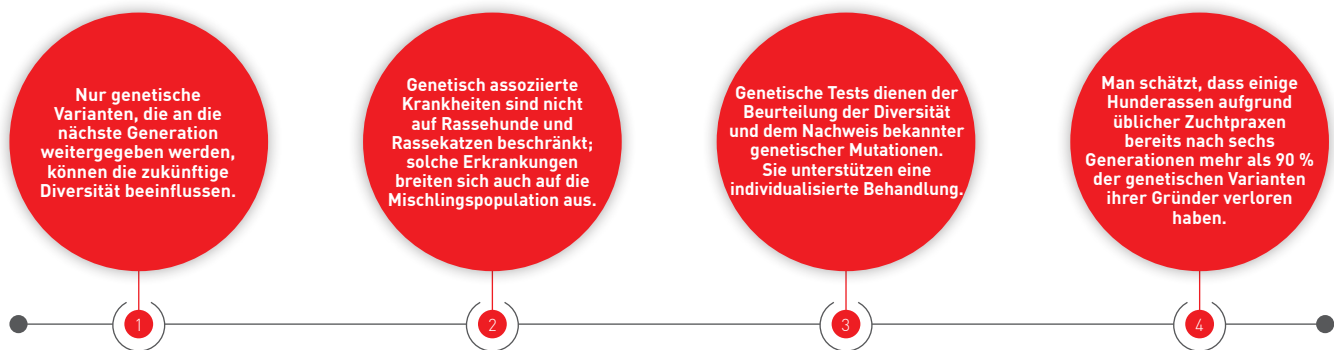 Nur genetische
Varianten, die an die
nächste Generation
weitergegeben werden,
können die zukünftige
Diversität beeinflussen.
Genetisch assoziierte
Krankheiten sind nicht
auf Rassehunde und
Rassekatzen beschränkt;
solche Erkrankungen
breiten sich auch auf die
Mischlingspopulation aus.
Genetische Tests dienen der
Beurteilung der Diversität
und dem Nachweis bekannter
genetischer Mutationen.
Sie unterstützen eine
individualisierte Behandlung.
Man schätzt, dass einige
Hunderassen aufgrund
üblicher Zuchtpraxen
bereits nach sechs
Generationen mehr als 90 %
der genetischen Varianten
ihrer Gründer verloren
haben.
1
2
3
4